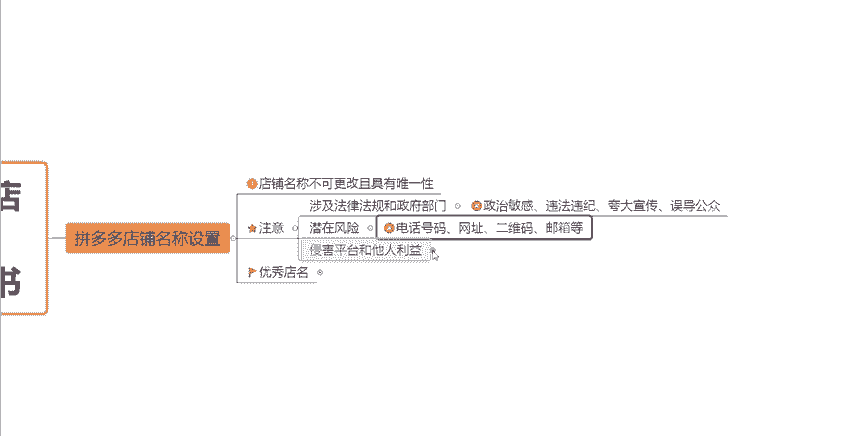 店
书
拼多多店铺名称设置
店铺名称不可更改且具有唯一性
注意
涉及法律法规和政府部门
政治敏感、违法违纪、夸大宣传、误导公众
潜在风险
电话号码、网址、二维码、邮箱等
侵害平台和他人利益
优秀店名